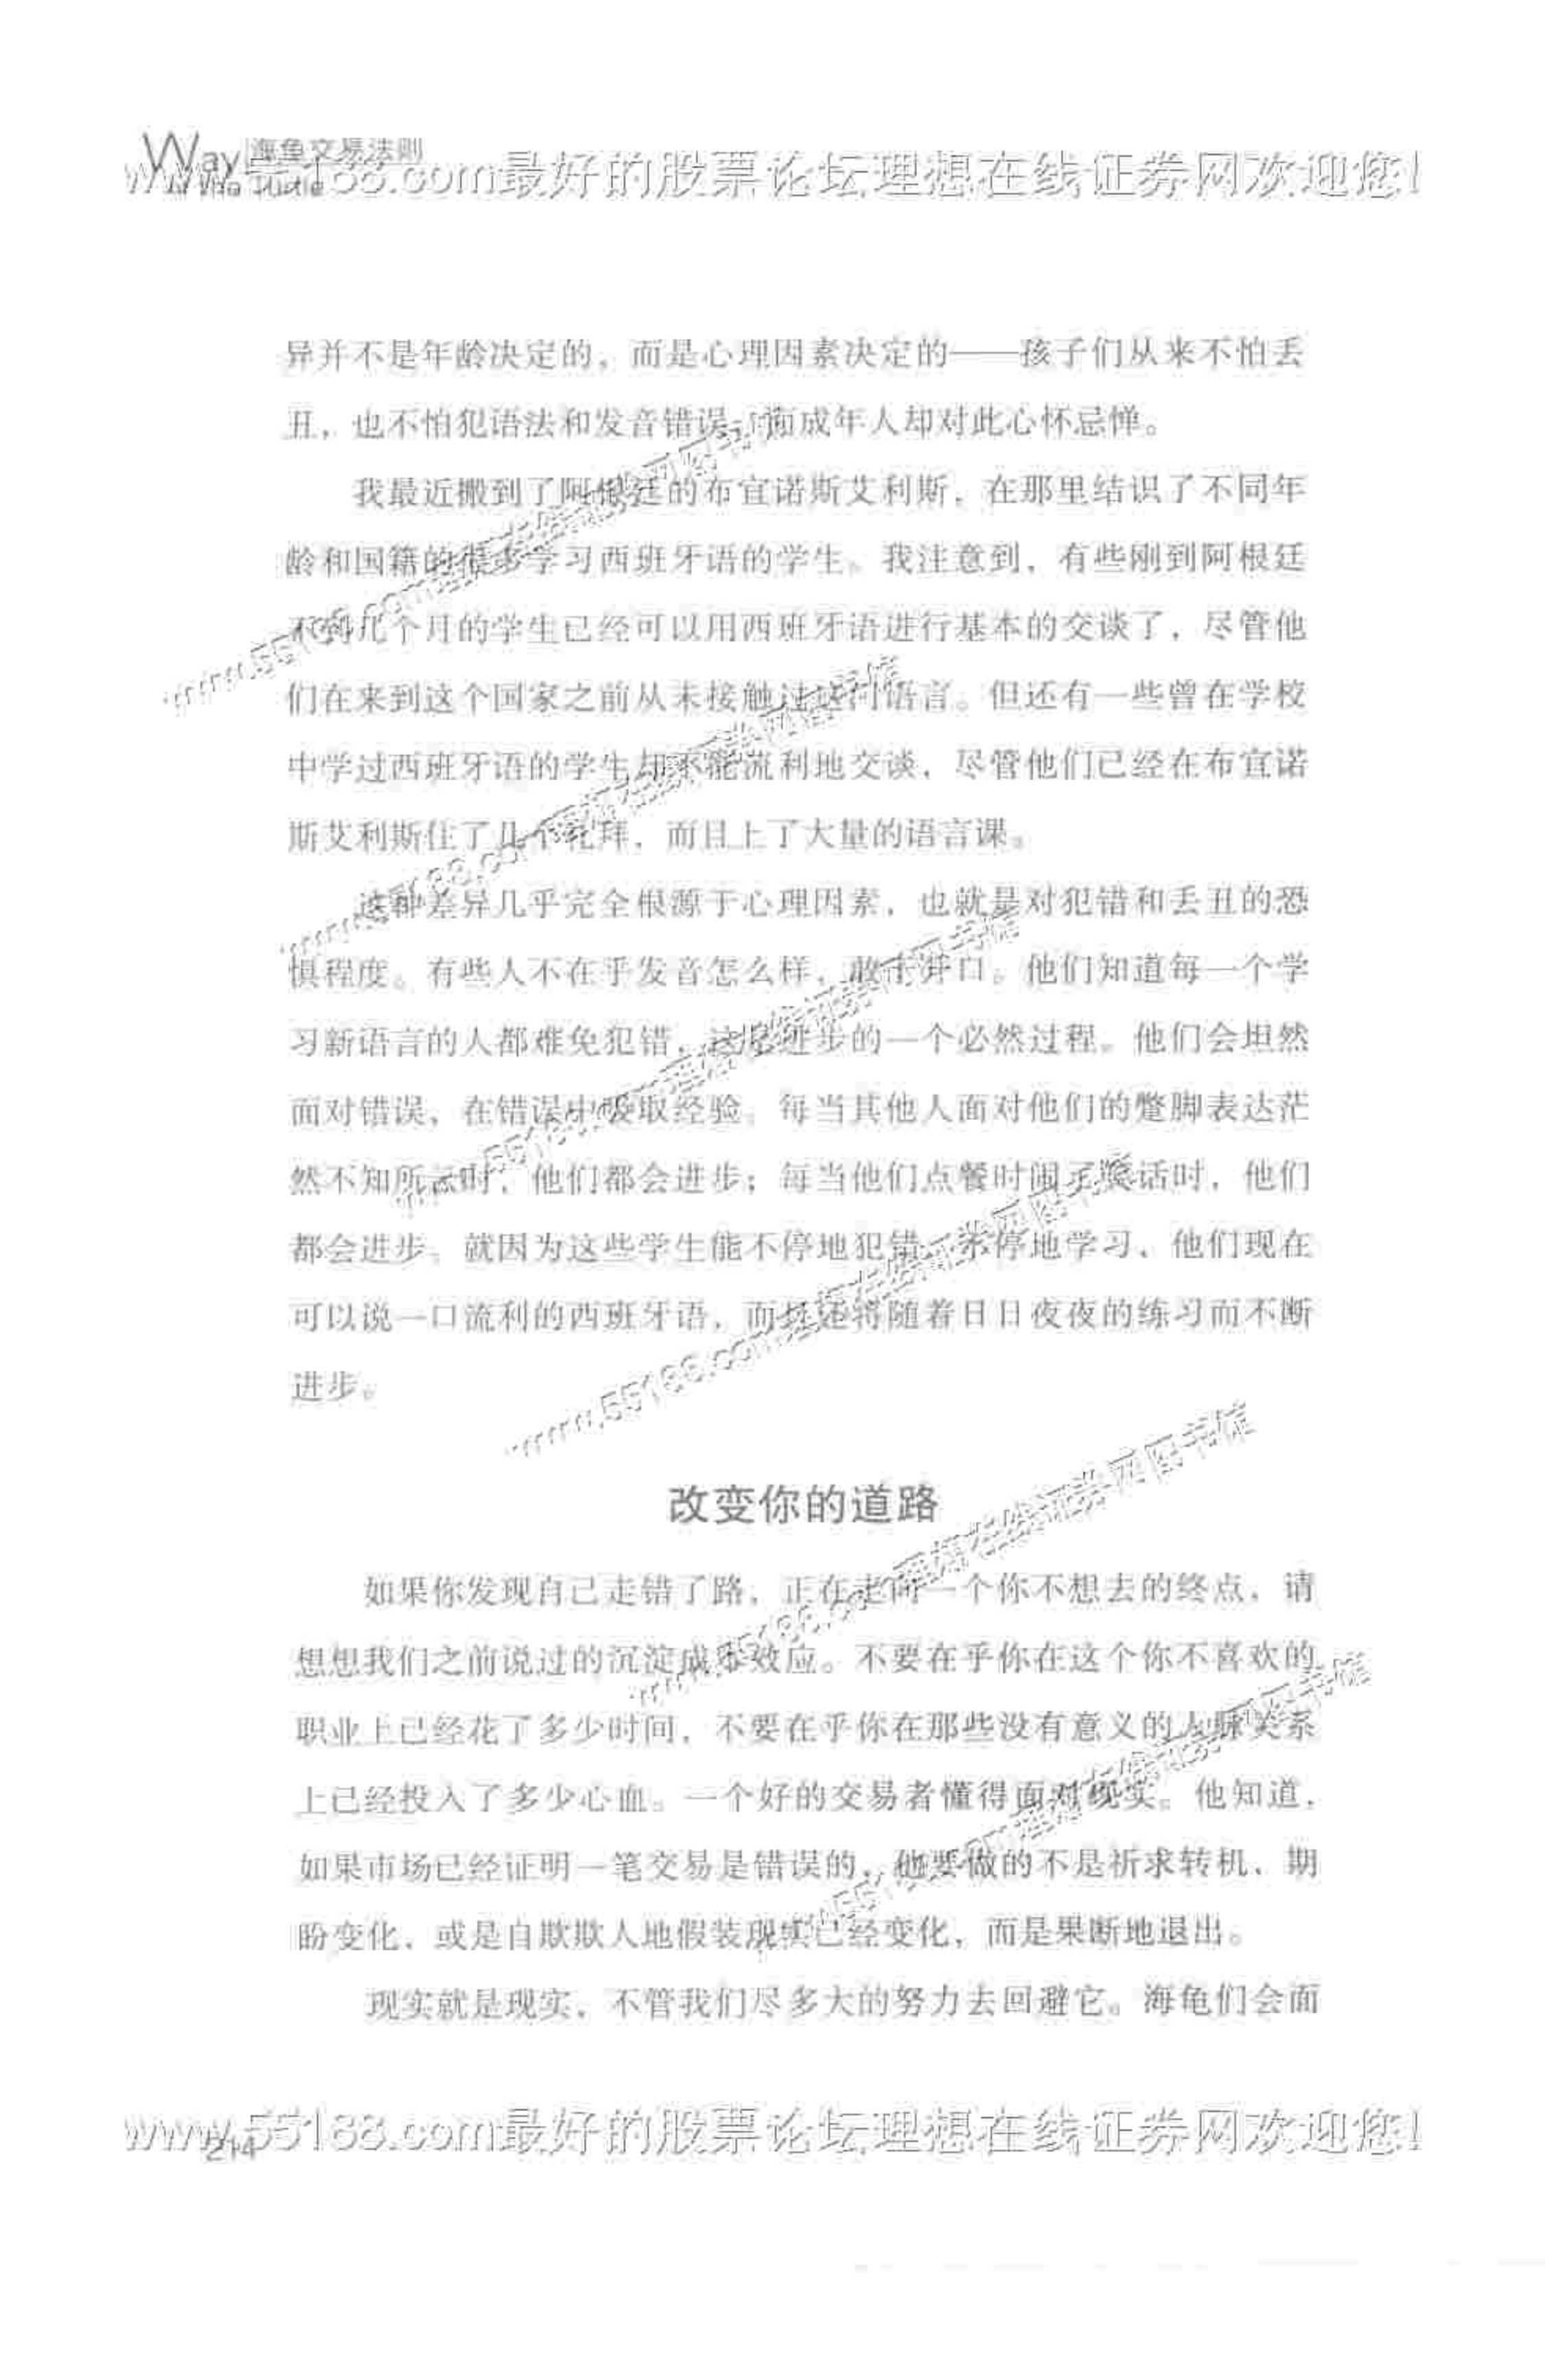 Way 海龟交易法则
www.55188.com最好的股票论坛理想在线证券网欢迎您!
异并不是年龄决定的，而是心理因素决定的——孩子们从来不怕丢
丑，也不怕犯语法和发音错误，而成年人却对此心怀忌惮。
我最近搬到了阿根廷的布宜诺斯艾利斯，在那里结识了不同年
龄和国籍的很多学习西班牙语的学生。我注意到，有些刚到阿根廷
不到几个月的学生已经可以用西班牙语进行基本的交谈了，尽管他
们在来到这个国家之前从未接触过这门语言。但还有一些曾在学校
中学过西班牙语的学生却不能流利地交谈，尽管他们已经在布宜诺
斯艾利斯住了几个礼拜，而且上了大量的语言课。
这种差异几乎完全根源于心理因素，也就是对犯错和丢丑的恐
惧程度。有些人不在乎发音怎么样，敢于开口。他们知道每一个学
习新语言的人都难免犯错，这是进步的一个必然过程。他们会坦然
面对错误，在错误中吸取经验。每当其他人面对他们的蹩脚表达茫
然不知所云时，他们都会进步；每当他们点餐时闹了笑话时，他们
都会进步。就因为这些学生能不停地犯错、不停地学习，他们现在
可以说一口流利的西班牙语，而且还将随着日日夜夜的练习而不断
进步。
改变你的道路
如果你发现自己走错了路，正在走向一个你不想去的终点，请
想想我们之前说过的沉淀成本效应。不要在乎你在这个你不喜欢的
职业上已经花了多少时间，不要在乎你在那些没有意义的人脉关系
上已经投入了多少心血。一个好的交易者懂得面对现实。他知道，
如果市场已经证明一笔交易是错误的，他要做的不是祈求转机、期
盼变化，或是自欺欺人地假装现实已经变化，而是果断地退出。
现实就是现实，不管我们尽多大的努力去回避它。海龟们会面
www.55188.com最好的股票论坛理想在线证券网欢迎您!
214